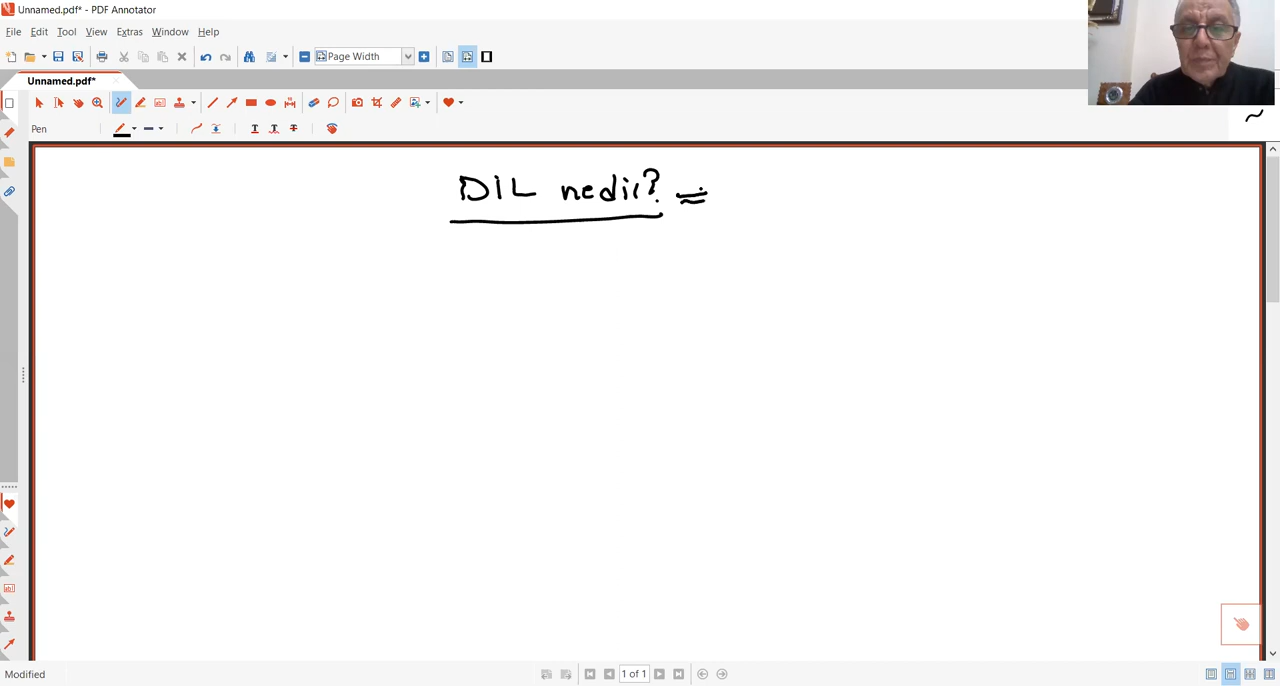 Unnamed.pdf* - PDF Annotator
File Edit Tool View Extras Window Help
Page Width
Unnamed.pdf*
Pen
DİL nedir? =
1 of 1
Modified